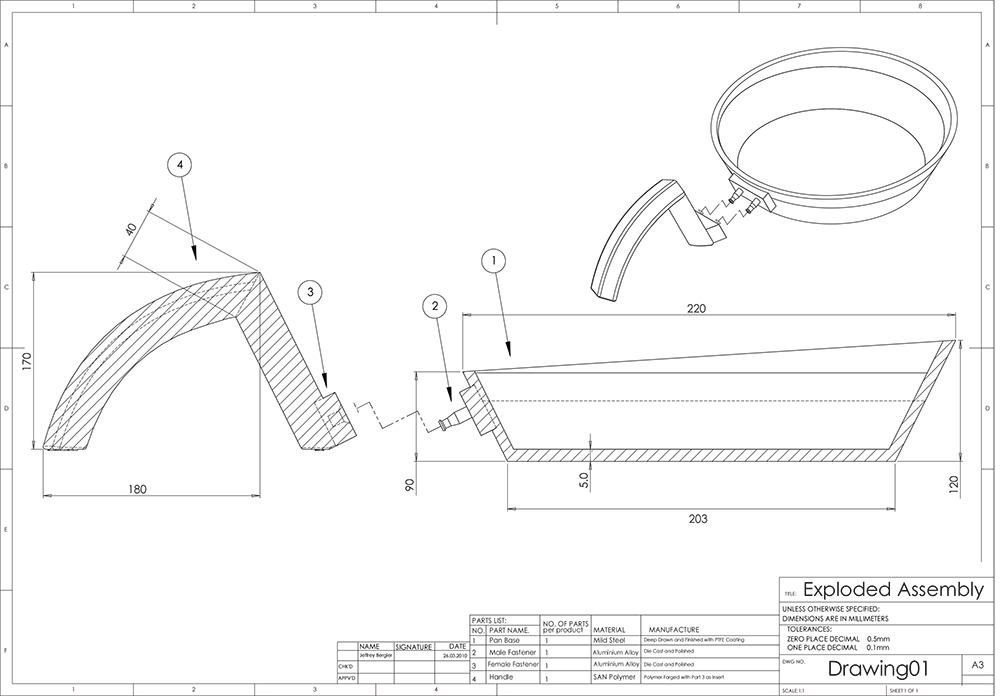 1 2 3 4 5 6 7 8
A A
B B
C C
D D
E E
F F
4
40
3
1
2
220
170
180
90
5.0
203
120
TITLE: Exploded Assembly
UNLESS OTHERWISE SPECIFIED:
DIMENSIONS ARE IN MILLIMETERS
TOLERANCES:
ZERO PLACE DECIMAL 0.5mm
ONE PLACE DECIMAL 0.1mm
DWG NO. Drawing01 A3
SCALE:1:1 SHEET 1 OF 1
PARTS LIST:
NO. PART NAME. NO. OF PARTS per product MATERIAL MANUFACTURE
1 Pan Base 1 Mild Steel Deep Drawn and Finished with PTFE Coating
2 Male Fastener 1 Aluminium Alloy Die Cast and Polished
3 Female Fastener 1 Aluminium Alloy Die Cast and Polished
4 Handle 1 SAN Polymer Polymer Forged with Part 3 as Insert
NAME SIGNATURE DATE
Jeffrey Bergier 26.03.2010
CHK'D
APPV'D
1 2 3 4